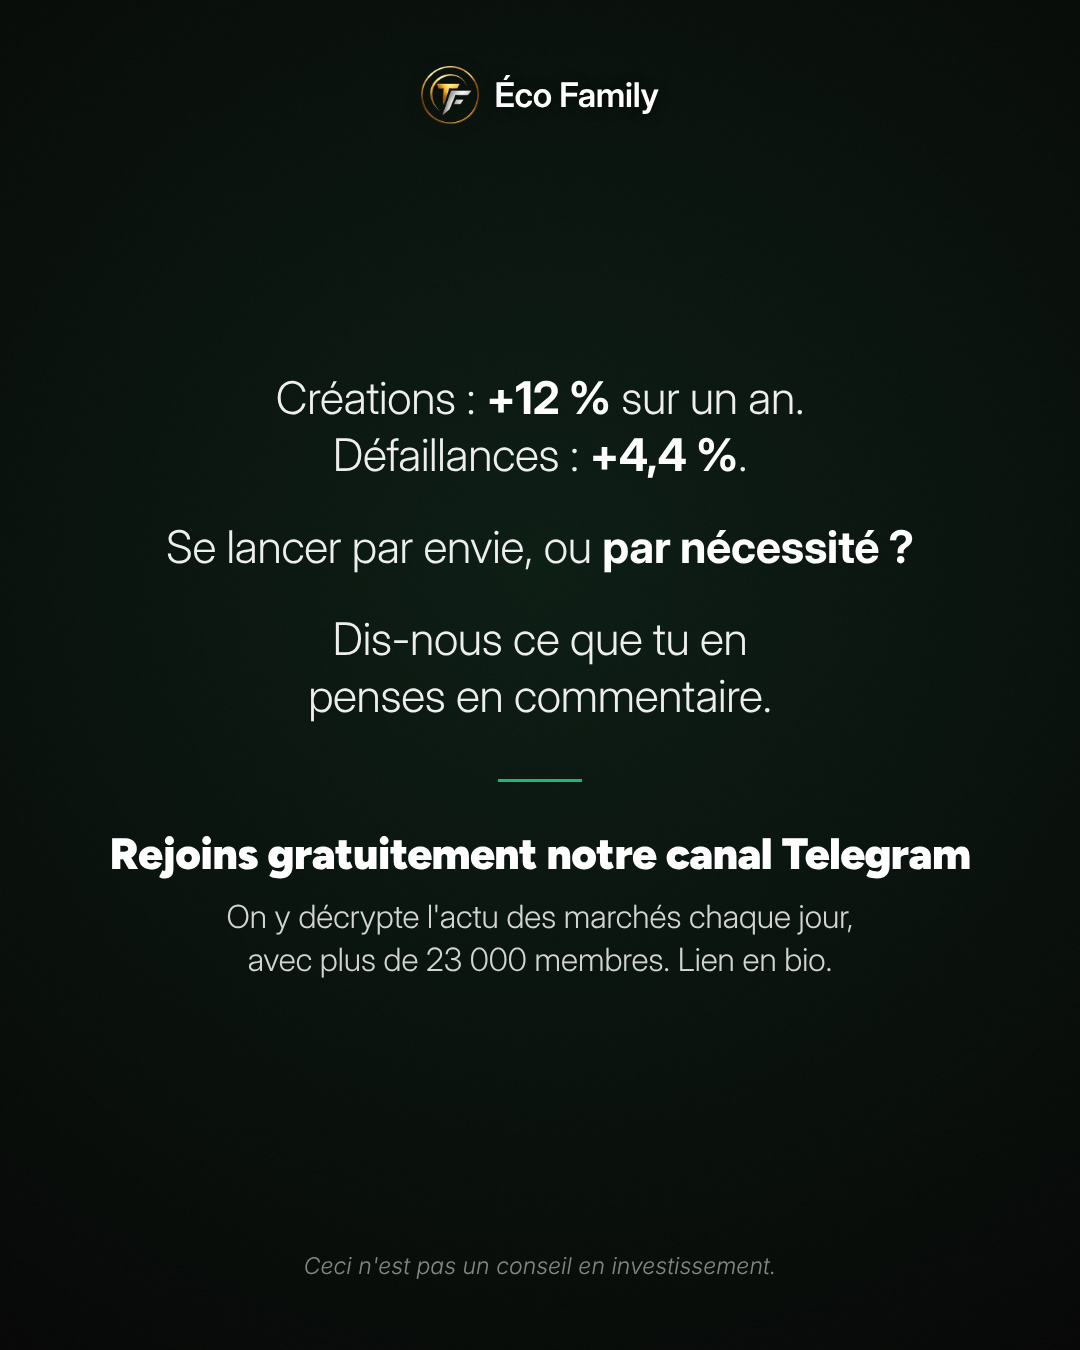 TF Éco Family
Créations : +12 % sur un an.
Défaillances : +4,4 %.
Se lancer par envie, ou par nécessité ?
Dis-nous ce que tu en
penses en commentaire.
Rejoins gratuitement notre canal Telegram
On y décrypte l'actu des marchés chaque jour,
avec plus de 23 000 membres. Lien en bio.
Ceci n'est pas un conseil en investissement.